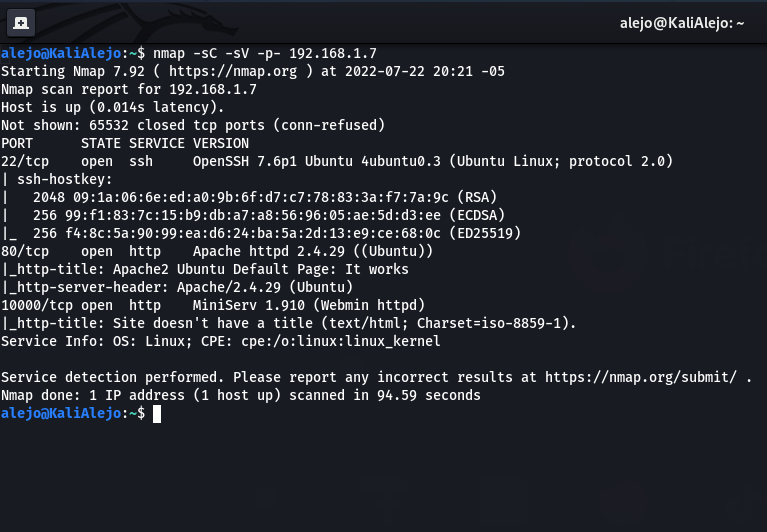 alejo@KaliAlejo: ~
alejo@KaliAlejo:~$ nmap -sC -sV -p- 192.168.1.7
Starting Nmap 7.92 ( https://nmap.org ) at 2022-07-22 20:21 -05
Nmap scan report for 192.168.1.7
Host is up (0.014s latency).
Not shown: 65532 closed tcp ports (conn-refused)
PORT      STATE SERVICE VERSION
22/tcp    open  ssh     OpenSSH 7.6p1 Ubuntu 4ubuntu0.3 (Ubuntu Linux; protocol 2.0)
| ssh-hostkey:
|   2048 09:1a:06:6e:ed:a0:9b:6f:d7:c7:78:83:3a:f7:7a:9c (RSA)
|   256 99:f1:83:7c:15:b9:db:a7:a8:56:96:05:ae:5d:d3:ee (ECDSA)
|_  256 f4:8c:5a:90:99:ea:d6:24:ba:5a:2d:13:e9:ce:68:0c (ED25519)
80/tcp    open  http    Apache httpd 2.4.29 ((Ubuntu))
|_http-title: Apache2 Ubuntu Default Page: It works
|_http-server-header: Apache/2.4.29 (Ubuntu)
10000/tcp open  http    MiniServ 1.910 (Webmin httpd)
|_http-title: Site doesn't have a title (text/html; Charset=iso-8859-1).
Service Info: OS: Linux; CPE: cpe:/o:linux:linux_kernel

Service detection performed. Please report any incorrect results at https://nmap.org/submit/ .
Nmap done: 1 IP address (1 host up) scanned in 94.59 seconds
alejo@KaliAlejo:~$